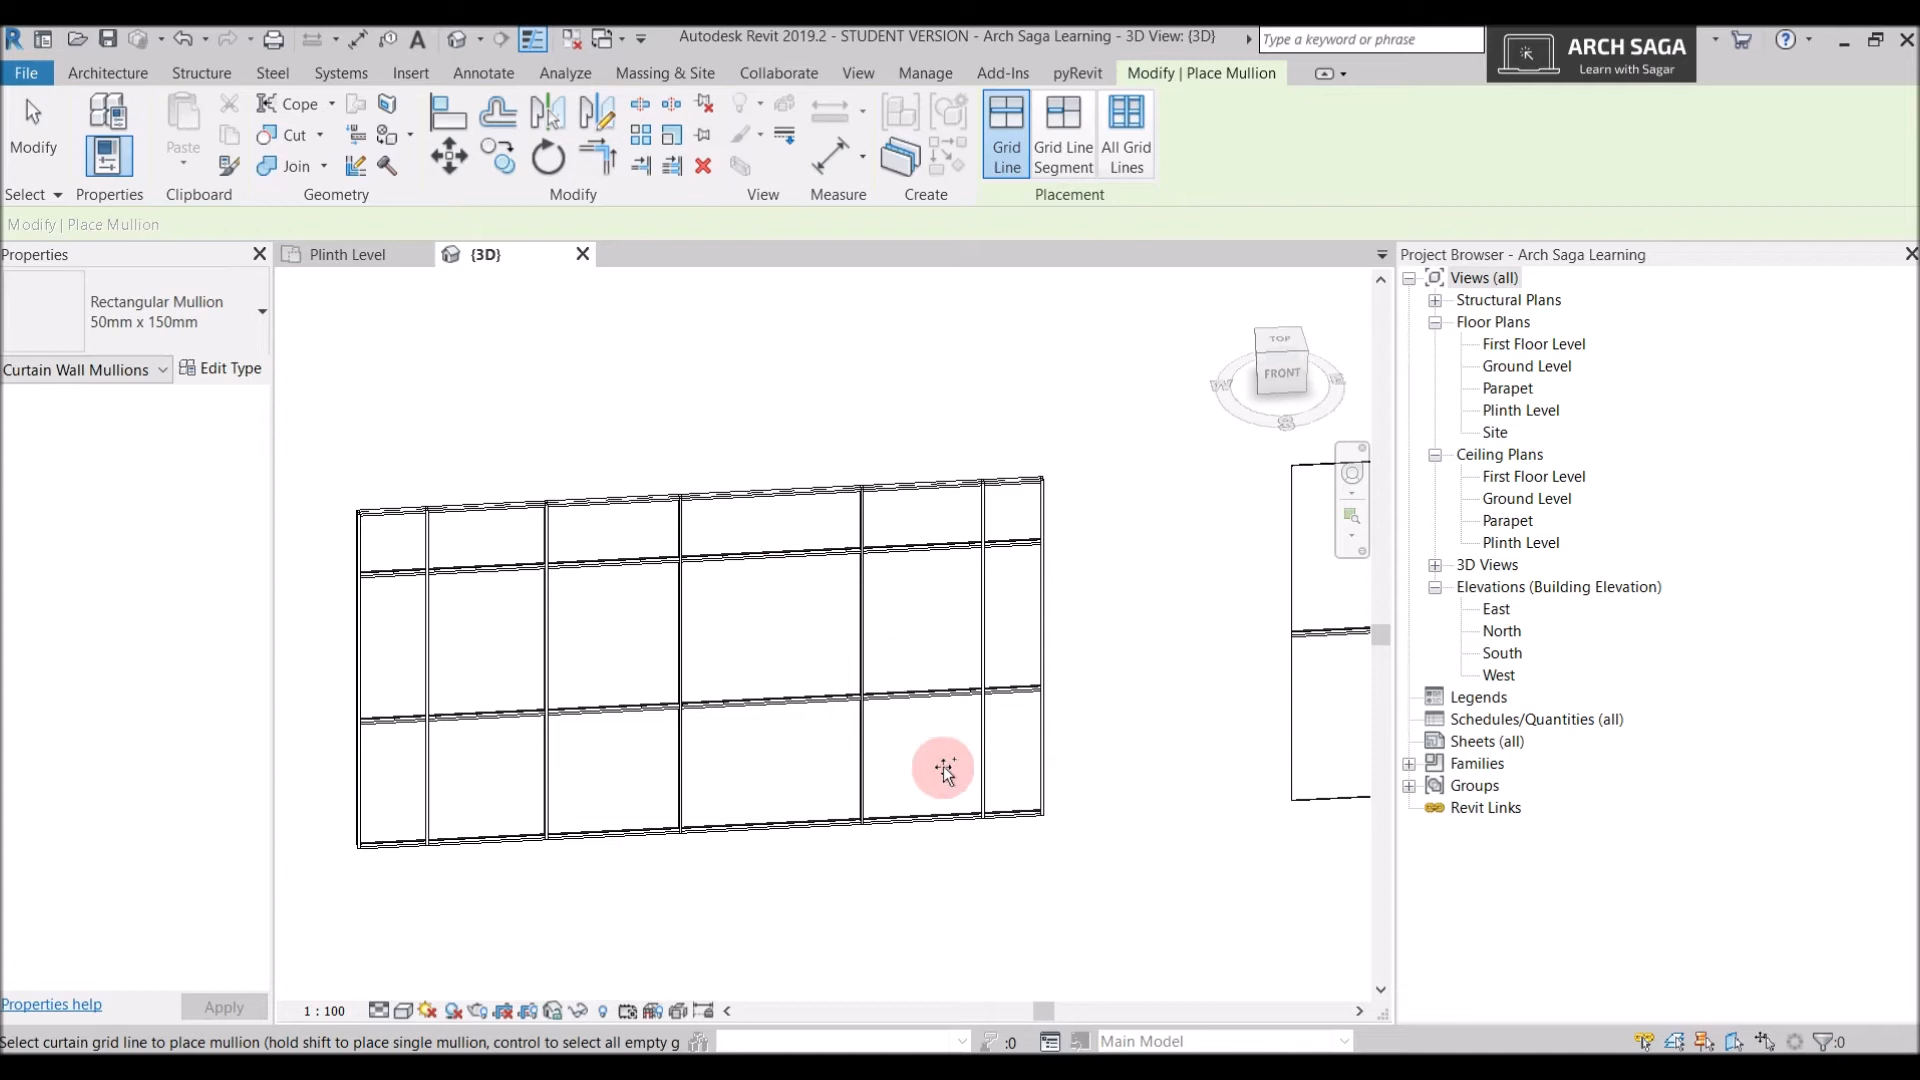 Autodesk Revit 2019.2 - STUDENT VERSION - Arch Saga Learning - 3D View: {3D}
Type a keyword or phrase
ARCH SAGA
Learn with Sagar
File
Architecture
Structure
Steel
Systems
Insert
Annotate
Analyze
Massing & Site
Collaborate
View
Manage
Add-Ins
pyRevit
Modify | Place Mullion
Modify
Paste
Cope
Cut
Join
Grid
Line
Grid Line
Segment
All Grid
Lines
Select
Properties
Clipboard
Geometry
Modify
View
Measure
Create
Placement
Modify | Place Mullion
Properties
Plinth Level
{3D}
Project Browser - Arch Saga Learning
Rectangular Mullion
50mm x 150mm
Curtain Wall Mullions
Edit Type
TOP
FRONT
W
E
S
Views (all)
Structural Plans
Floor Plans
First Floor Level
Ground Level
Parapet
Plinth Level
Site
Ceiling Plans
First Floor Level
Ground Level
Parapet
Plinth Level
3D Views
Elevations (Building Elevation)
East
North
South
West
Legends
Schedules/Quantities (all)
Sheets (all)
Families
Groups
Revit Links
Properties help
Apply
1 : 100
Select curtain grid line to place mullion (hold shift to place single mullion, control to select all empty g
:0
Main Model
:0